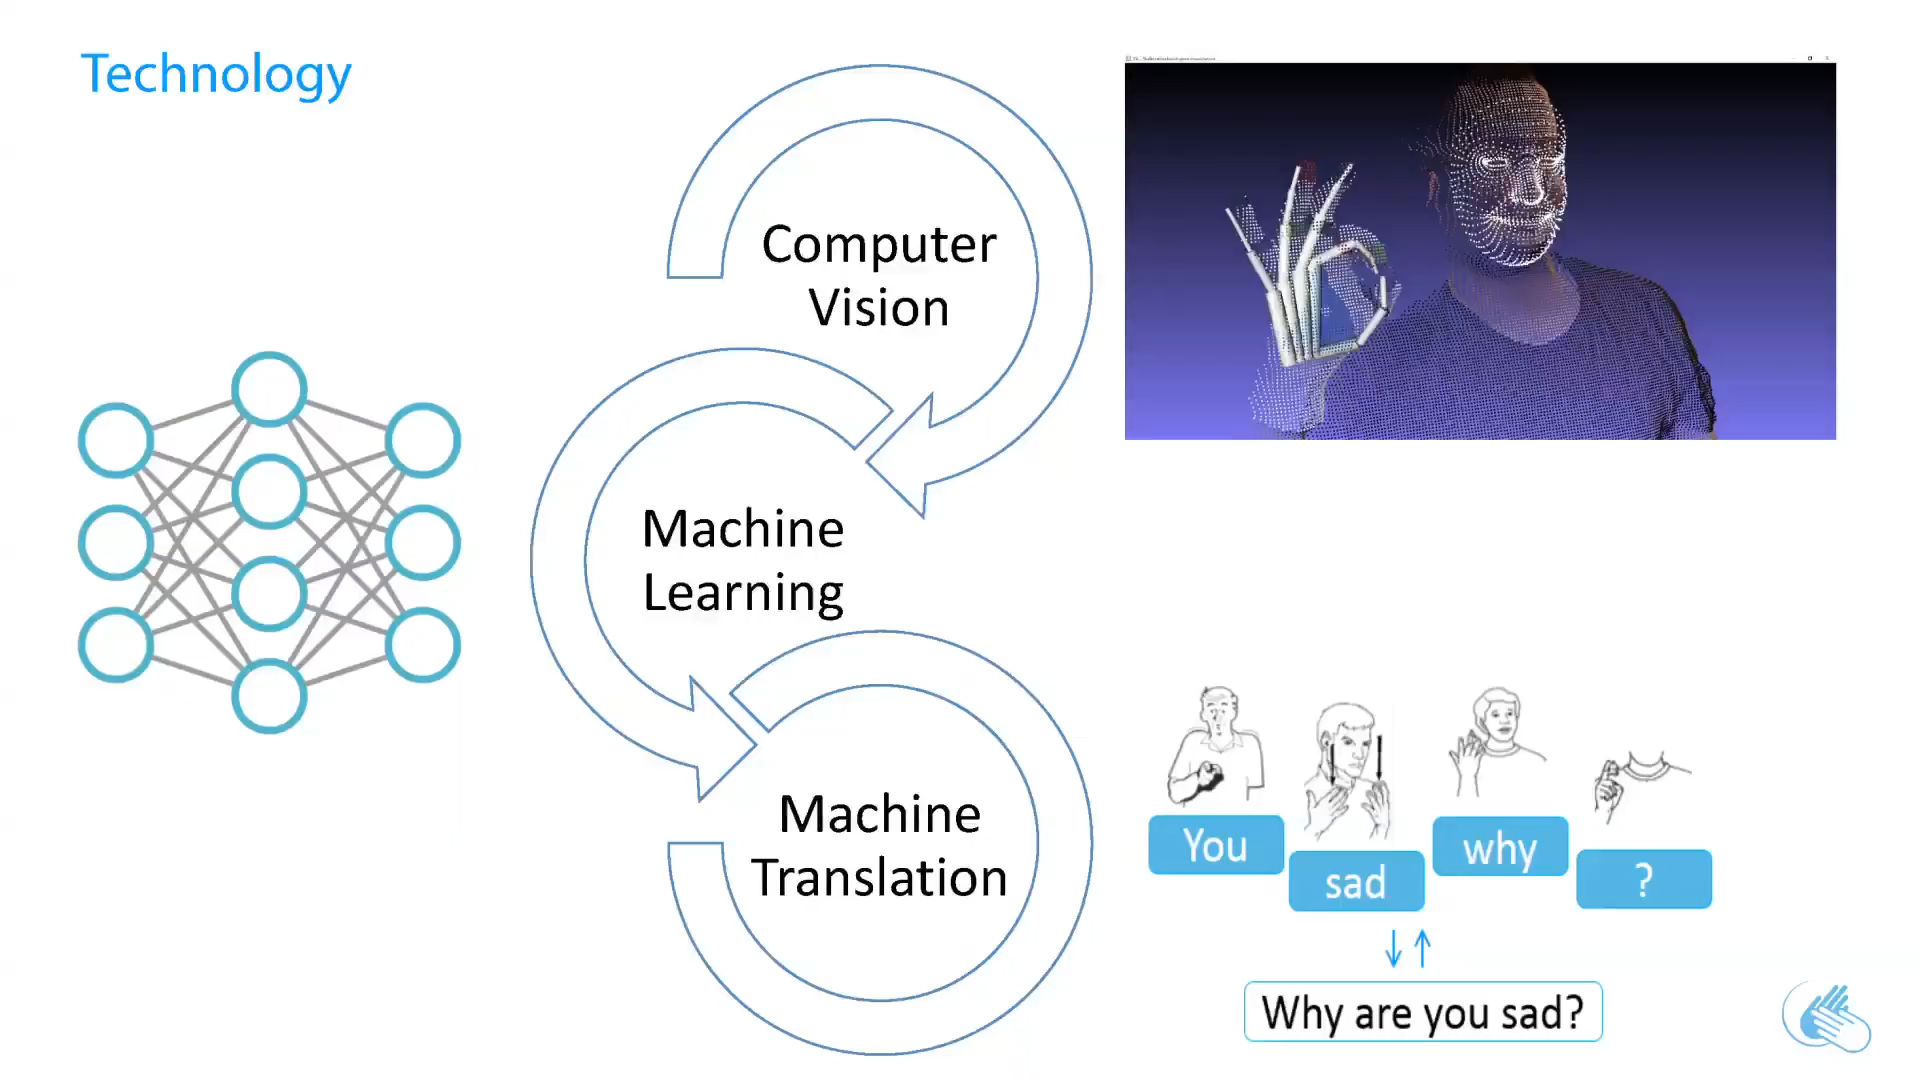 Technology
Computer
Vision
Machine
Learning
Machine
Translation
You
sad
why
?
Why are you sad?